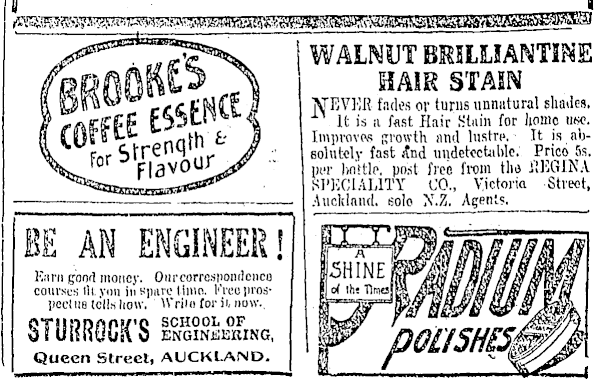 BROOKE'S
COFFEE ESSENCE
For Strength &
Flavour
WALNUT BRILLIANTINE
HAIR STAIN
NEVER fades or turns unnatural shades.
It is a fast Hair Stain for home use.
Improves growth and lustre. It is ab-
solutely fast and undetectable. Price 5s.
per bottle, post free from the REGINA
SPECIALITY CO., Victoria Street,
Auckland, sole N.Z. Agents.
BE AN ENGINEER!
Earn good money. Our correspondence
courses fit you in spare time. Free pros-
pectus tells how. Write for it now.
STURROCK'S SCHOOL OF
ENGINEERING,
Queen Street, AUCKLAND.
A
SHINE
of the Times
RADIUM
POLISHES